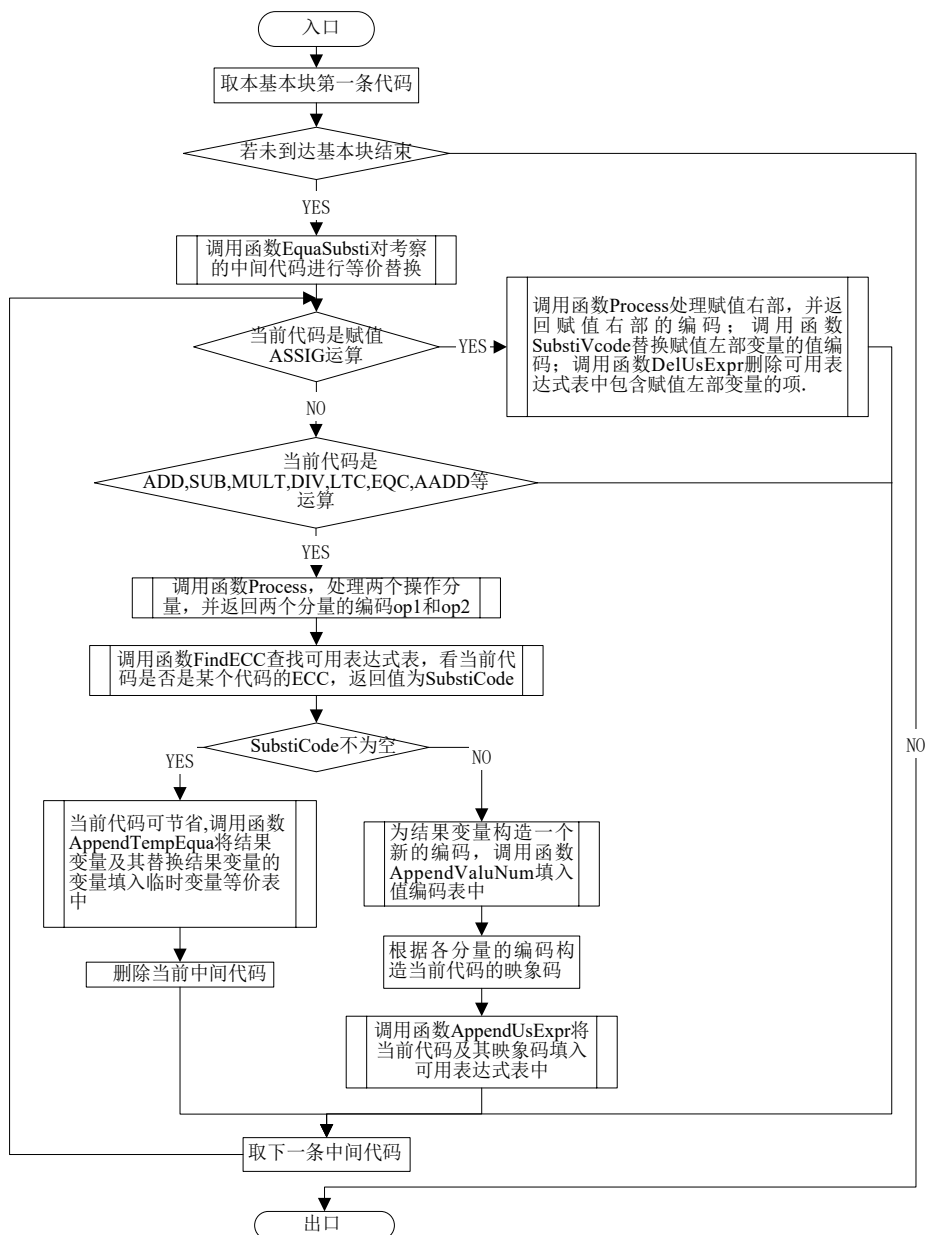 入口
取本基本块第一条代码
若未到达基本块结束
YES
调用函数EquaSubsti对考察
的中间代码进行等价替换
当前代码是赋值
ASSIG运算
YES
调用函数Process处理赋值右部，并返
回赋值右部的编码；调用函数
SubstiVcode替换赋值左部变量的值编
码；调用函数DelUsExpr删除可用表
达式表中包含赋值左部变量的项.
NO
当前代码是
ADD,SUB,MULT,DIV,LTC,EQC,AADD等
运算
YES
调用函数Process，处理两个操作分
量，并返回两个分量的编码op1和op2
调用函数FindECC查找可用表达式表，看当前代
码是否是某个代码的ECC，返回值为SubstiCode
SubstiCode不为空
YES
NO
NO
当前代码可节省,调用函数
AppendTempEqua将结果
变量及其替换结果变量的
变量填入临时变量等价表
中
为结果变量构造一个
新的编码，调用函数
AppendValuNum填入
值编码表中
删除当前中间代码
根据各分量的编码构
造当前代码的映象码
调用函数AppendUsExpr将
当前代码及其映象码填入
可用表达式表中
取下一条中间代码
出口